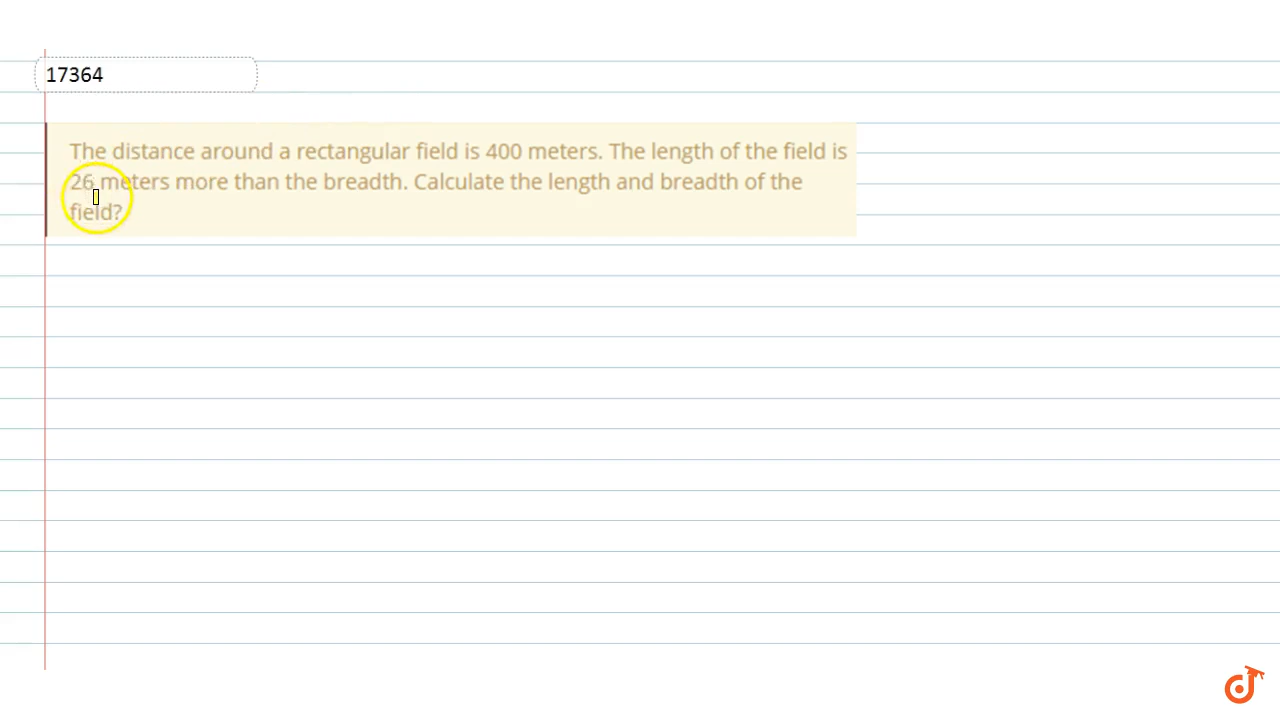 17364
The distance around a rectangular field is 400 meters. The length of the field is
26 meters more than the breadth. Calculate the length and breadth of the
field?